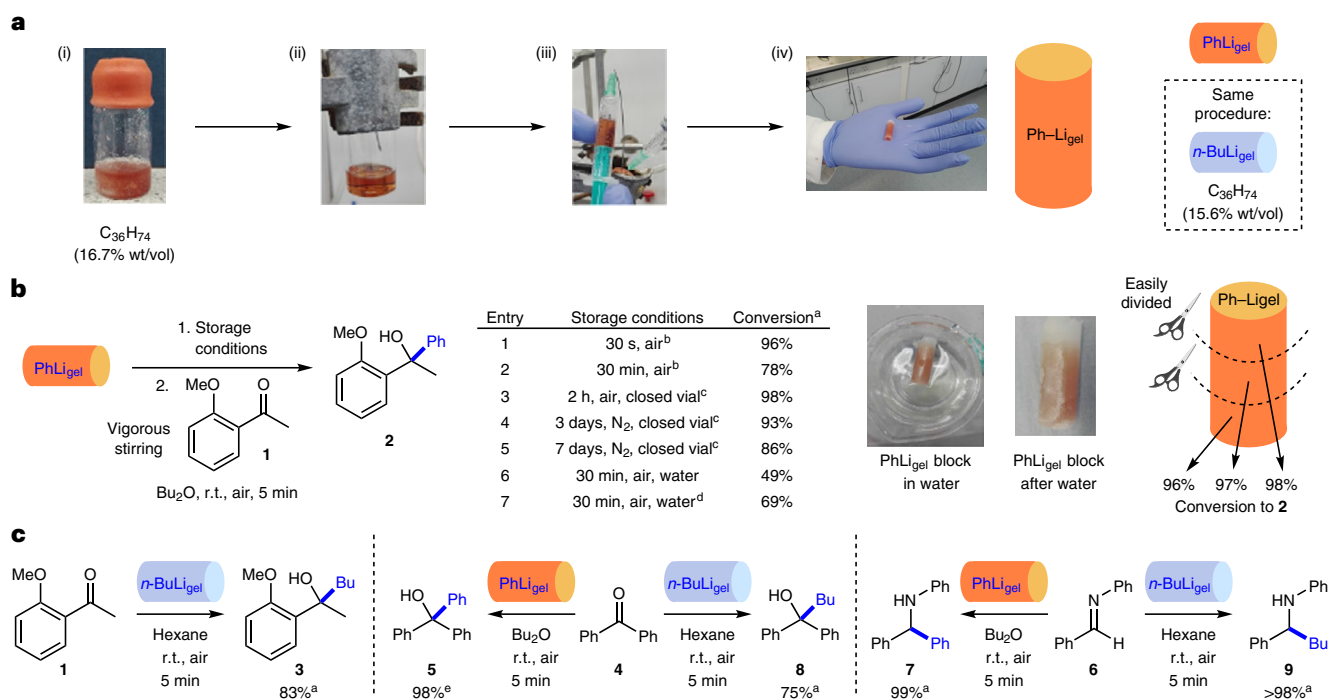 a
(i)
(ii)
(iii)
(iv)
C36H74
(16.7% wt/vol)
Ph–Ligel
PhLigel
Same
procedure:
n-BuLigel
C36H74
(15.6% wt/vol)
b
PhLigel
1. Storage
conditions
2.
MeO
O
Vigorous
stirring
1
Bu2O, r.t., air, 5 min
MeO
HO
Ph
2
Entry Storage conditions Conversionᵃ
1 30 s, airᵇ 96%
2 30 min, airᵇ 78%
3 2 h, air, closed vialᶜ 98%
4 3 days, N2, closed vialᶜ 93%
5 7 days, N2, closed vialᶜ 86%
6 30 min, air, water 49%
7 30 min, air, waterᵈ 69%
PhLigel block
in water
PhLigel block
after water
Easily
divided
Ph–Ligel
96% 97% 98%
Conversion to 2
c
MeO
O
1
n-BuLigel
Hexane
r.t., air
5 min
MeO
HO
Bu
3
83%ᵃ
HO
Ph
Ph
Ph
5
98%ᵉ
PhLigel
Bu2O
r.t., air
5 min
O
Ph
Ph
4
n-BuLigel
Hexane
r.t., air
5 min
HO
Bu
Ph
Ph
8
75%ᵃ
HN
Ph
Ph
Ph
7
99%ᵃ
PhLigel
Bu2O
r.t., air
5 min
N
Ph
Ph
H
6
n-BuLigel
Hexane
r.t., air
5 min
HN
Ph
Ph
Bu
9
>98%ᵃ